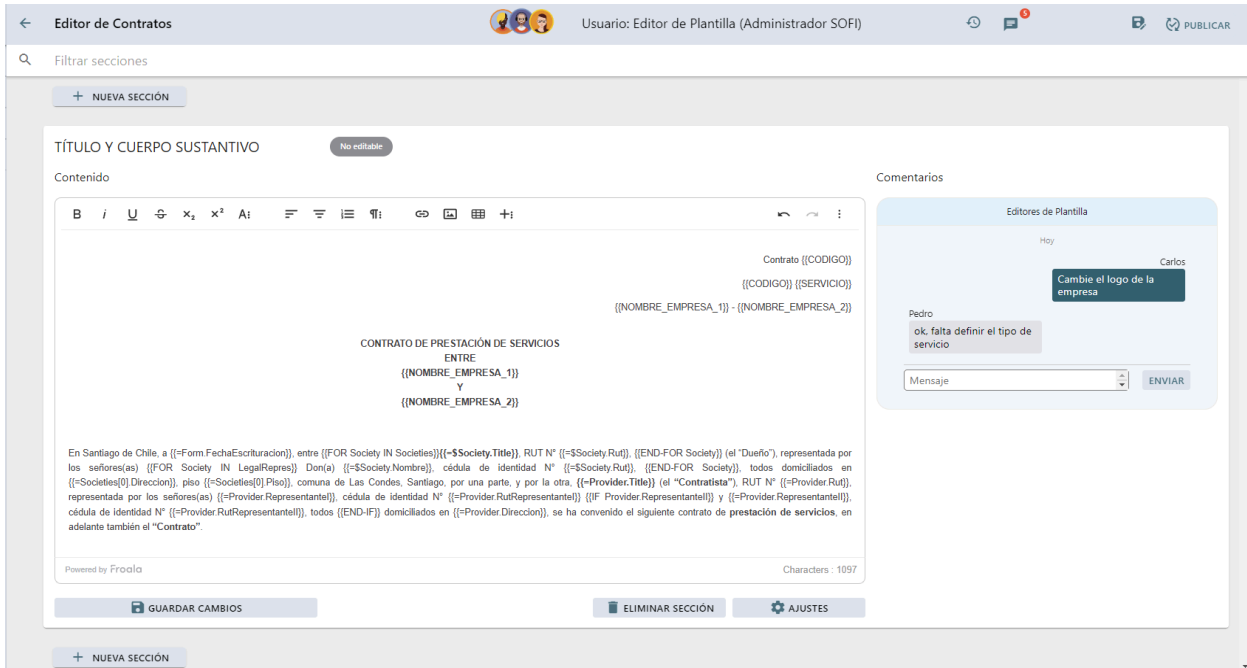 Editor de Contratos
Usuario: Editor de Plantilla (Administrador SOFI)
5
PUBLICAR
Filtrar secciones
+ NUEVA SECCIÓN
TÍTULO Y CUERPO SUSTANTIVO
No editable
Contenido
Contrato {{CODIGO}}
{{CODIGO}} {{SERVICIO}}
{{NOMBRE_EMPRESA_1}} - {{NOMBRE_EMPRESA_2}}
CONTRATO DE PRESTACIÓN DE SERVICIOS
ENTRE
{{NOMBRE_EMPRESA_1}}
Y
{{NOMBRE_EMPRESA_2}}
En Santiago de Chile, a {{=Form.FechaEscrituracion}}, entre {{FOR Society IN Societies}}{{=$Society.Title}}, RUT N° {{=$Society.Rut}}, {{END-FOR Society}} (el “Dueño”), representada por
los señores(as) {{FOR Society IN LegalRepres}} Don(a) {{=$Society.Nombre}}, cédula de identidad N° {{=$Society.Rut}}, {{END-FOR Society}}, todos domiciliados en
{{=Societies[0].Direccion}}, piso {{=Societies[0].Piso}}, comuna de Las Condes, Santiago, por una parte, y por la otra, {{=Provider.Title}} (el “Contratista”), RUT N° {{=Provider.Rut}},
representada por los señores(as) {{=Provider.RepresentanteI}}, cédula de identidad N° {{=Provider.RutRepresentanteI}} {{IF Provider.RepresentanteII}} y {{=Provider.RepresentanteII}},
cédula de identidad N° {{=Provider.RutRepresentanteII}}, todos {{END-IF}} domiciliados en {{=Provider.Direccion}}, se ha convenido el siguiente contrato de prestación de servicios, en
adelante también el “Contrato”.
Powered by Froala
Characters : 1097
GUARDAR CAMBIOS
ELIMINAR SECCIÓN
AJUSTES
Comentarios
Editores de Plantilla
Hoy
Carlos
Cambie el logo de la
empresa
Pedro
ok, falta definir el tipo de
servicio
Mensaje
ENVIAR
+ NUEVA SECCIÓN